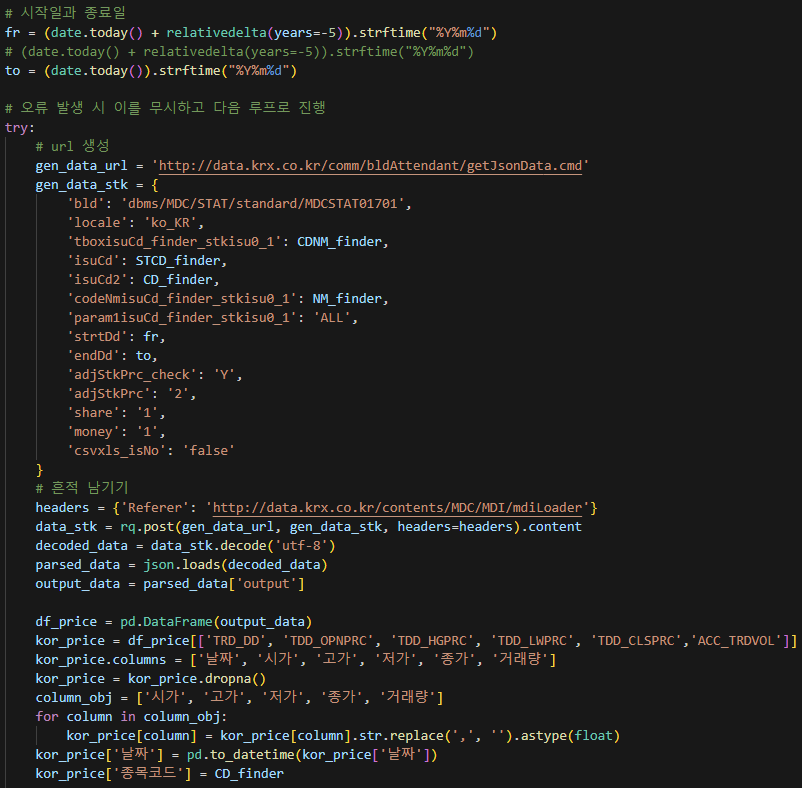 # 시작일과 종료일
fr = (date.today() + relativedelta(years=-5)).strftime("%Y%m%d")
# (date.today() + relativedelta(years=-5)).strftime("%Y%m%d")
to = (date.today()).strftime("%Y%m%d")

# 오류 발생 시 이를 무시하고 다음 루프로 진행
try:
    # url 생성
    gen_data_url = 'http://data.krx.co.kr/comm/bldAttendant/getJsonData.cmd'
    gen_data_stk = {
        'bld': 'dbms/MDC/STAT/standard/MDCSTAT01701',
        'locale': 'ko_KR',
        'tboxisuCd_finder_stkisu0_1': CDNM_finder,
        'isuCd': STCD_finder,
        'isuCd2': CD_finder,
        'codeNmisuCd_finder_stkisu0_1': NM_finder,
        'param1isuCd_finder_stkisu0_1': 'ALL',
        'strtDd': fr,
        'endDd': to,
        'adjStkPrc_check': 'Y',
        'adjStkPrc': '2',
        'share': '1',
        'money': '1',
        'csvxls_isNo': 'false'
    }
    # 흔적 남기기
    headers = {'Referer': 'http://data.krx.co.kr/contents/MDC/MDI/mdiLoader'}
    data_stk = rq.post(gen_data_url, gen_data_stk, headers=headers).content
    decoded_data = data_stk.decode('utf-8')
    parsed_data = json.loads(decoded_data)
    output_data = parsed_data['output']

    df_price = pd.DataFrame(output_data)
    kor_price = df_price[['TRD_DD', 'TDD_OPNPRC', 'TDD_HGPRC', 'TDD_LWPRC', 'TDD_CLSPRC','ACC_TRDVOL']]
    kor_price.columns = ['날짜', '시가', '고가', '저가', '종가', '거래량']
    kor_price = kor_price.dropna()
    column_obj = ['시가', '고가', '저가', '종가', '거래량']
    for column in column_obj:
        kor_price[column] = kor_price[column].str.replace(',', '').astype(float)
    kor_price['날짜'] = pd.to_datetime(kor_price['날짜'])
    kor_price['종목코드'] = CD_finder